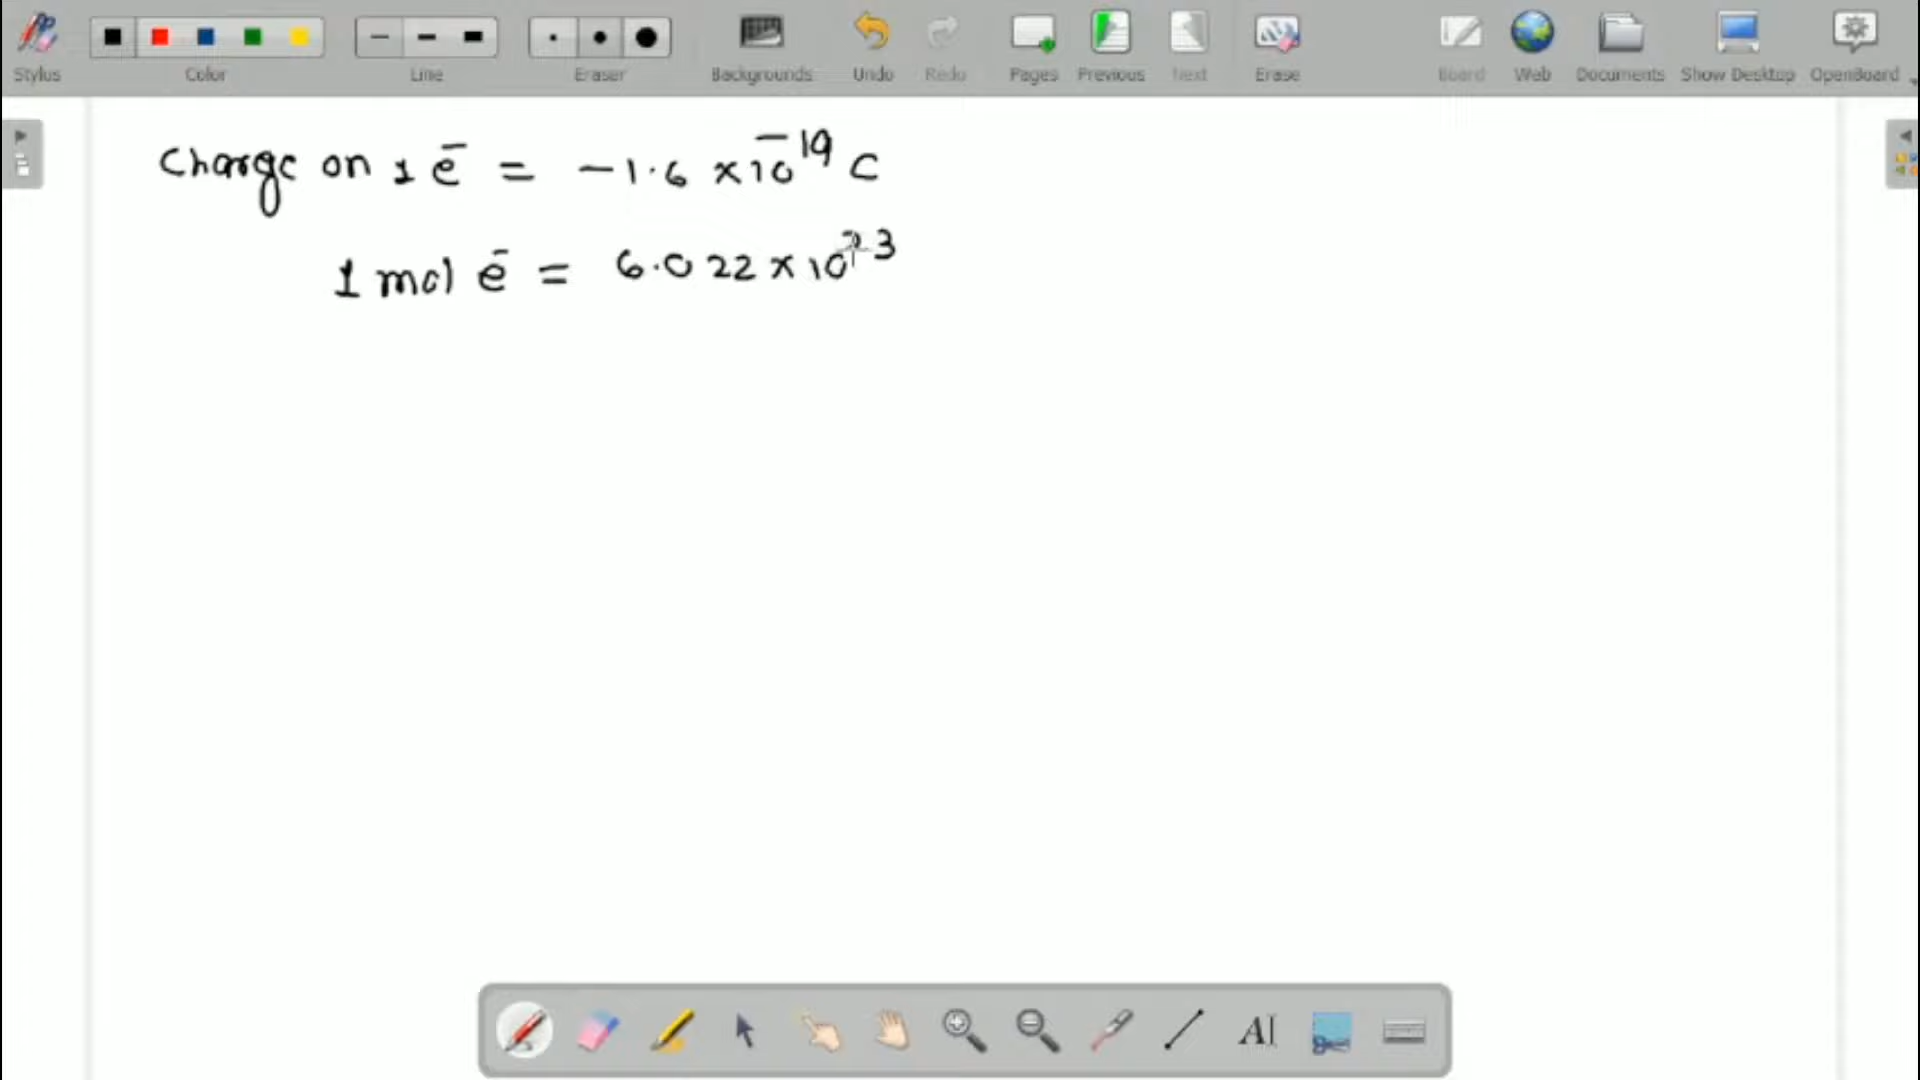 Stylus Color Line Eraser Backgrounds Undo Redo Pages Previous Next Erase Board Web Documents Show Desktop OpenBoard
Charge on 1 e̅ = -1.6 × 10⁻¹⁹ C
1 mol e̅ = 6.022 × 10²³
AI